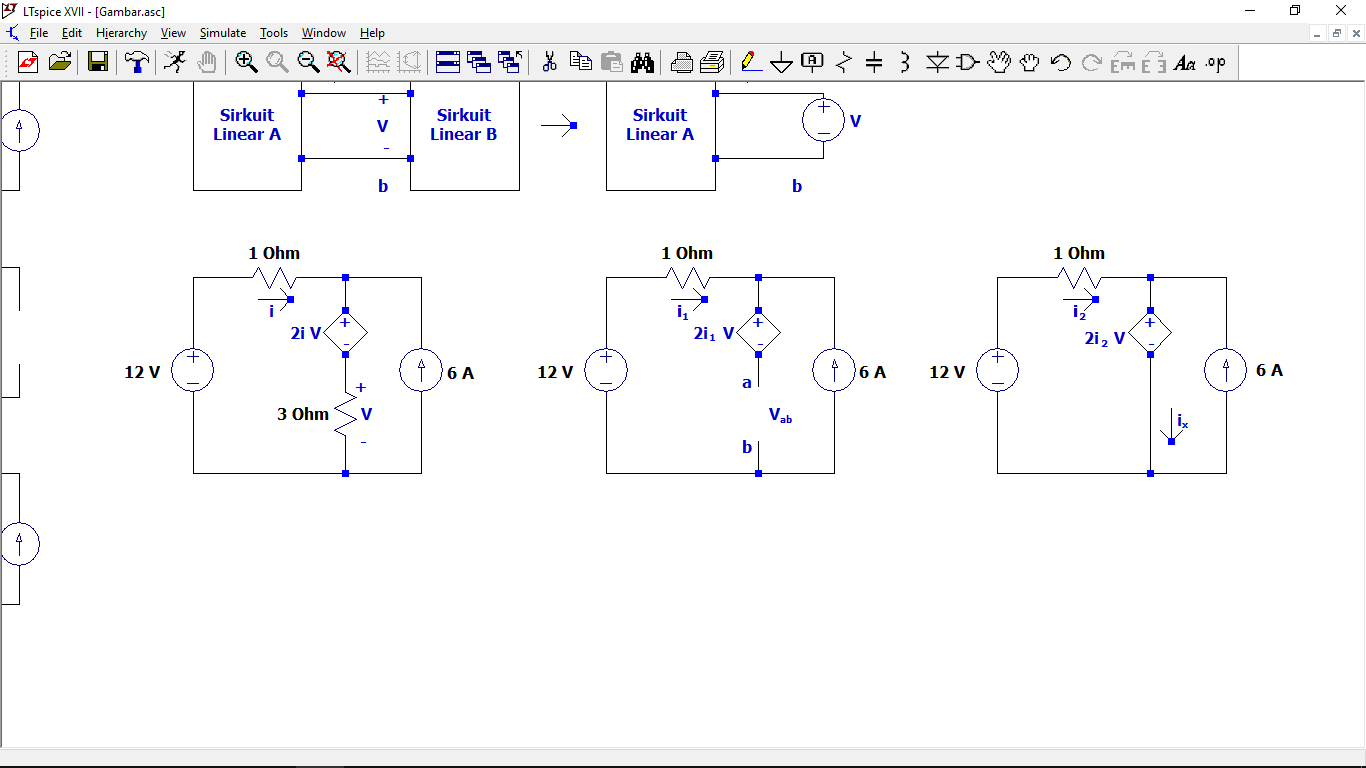 LTspice XVII - [Gambar.asc]
File Edit Hierarchy View Simulate Tools Window Help
A Aa .op
Sirkuit
Linear A
+
V
-
b
Sirkuit
Linear B
Sirkuit
Linear A
+
V
b
1 Ohm
i
2i V
+
-
12 V
+
6 A
3 Ohm
+
V
-
1 Ohm
i₁
2i₁ V
+
-
12 V
+
6 A
a
Vab
b
1 Ohm
i₂
2i₂ V
+
-
12 V
+
6 A
ix